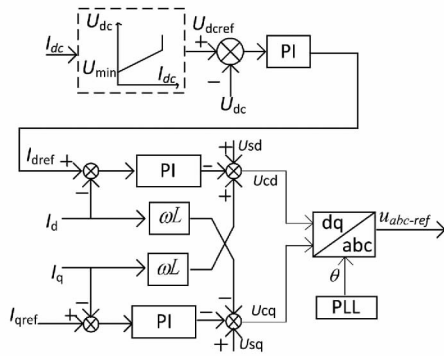 Udc
Idc
Umin
Idc
Udcref
+
−
Udc
PI
Idref
+
−
PI
−
+
Usd
Ucd
+
Id
ωL
Iq
ωL
−
Iqref
+
PI
−
−
Ucq
+
Usq
dq
abc
uabc-ref
θ
PLL